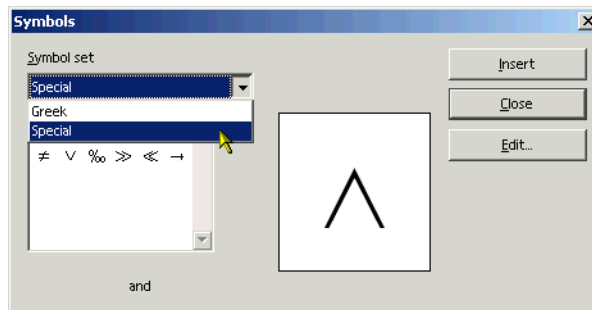 Symbols
Symbol set
Special
Greek
Special
≠ ∨ ‰ ≫ ≪ →
and
∧
Insert
Close
Edit...